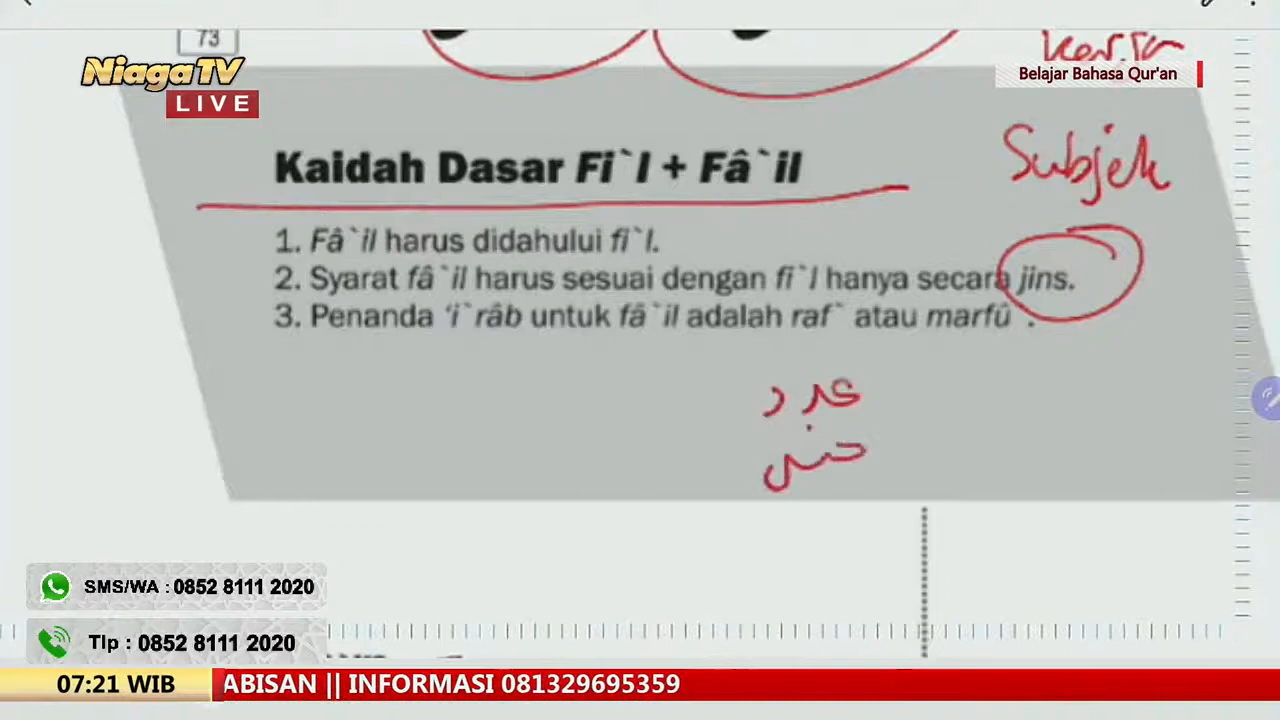 73
NiagaTV
LIVE
Belajar Bahasa Qur'an
Subjek
Kaidah Dasar Fi`l + Fâ`il
1. Fâ`il harus didahului fi`l.
2. Syarat fâ`il harus sesuai dengan fi`l hanya secara jins.
3. Penanda 'i`râb untuk fâ`il adalah raf` atau marfû`.
عدد
جنس
SMS/WA : 0852 8111 2020
Tlp : 0852 8111 2020
07:21 WIB
ABISAN || INFORMASI 081329695359